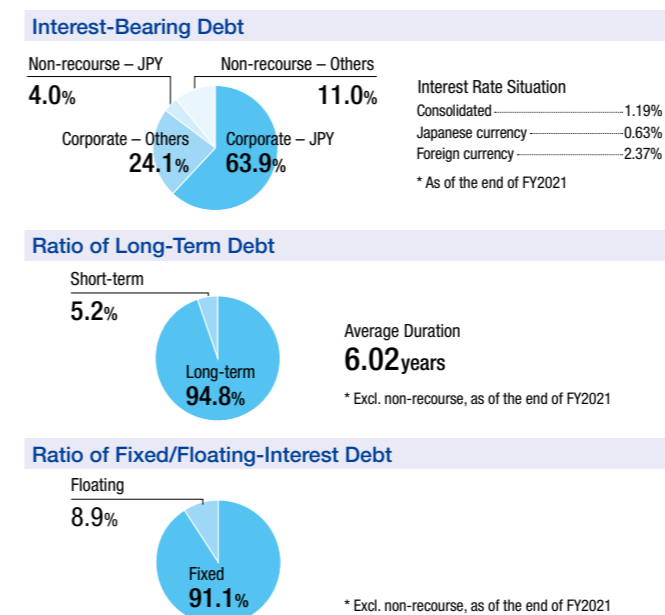 Interest-Bearing Debt
Non-recourse – JPY
4.0%
Non-recourse – Others
11.0%
Corporate – Others
24.1%
Corporate – JPY
63.9%
Interest Rate Situation
Consolidated 1.19%
Japanese currency 0.63%
Foreign currency 2.37%
* As of the end of FY2021
Ratio of Long-Term Debt
Short-term
5.2%
Long-term
94.8%
Average Duration
6.02years
* Excl. non-recourse, as of the end of FY2021
Ratio of Fixed/Floating-Interest Debt
Floating
8.9%
Fixed
91.1%
* Excl. non-recourse, as of the end of FY2021